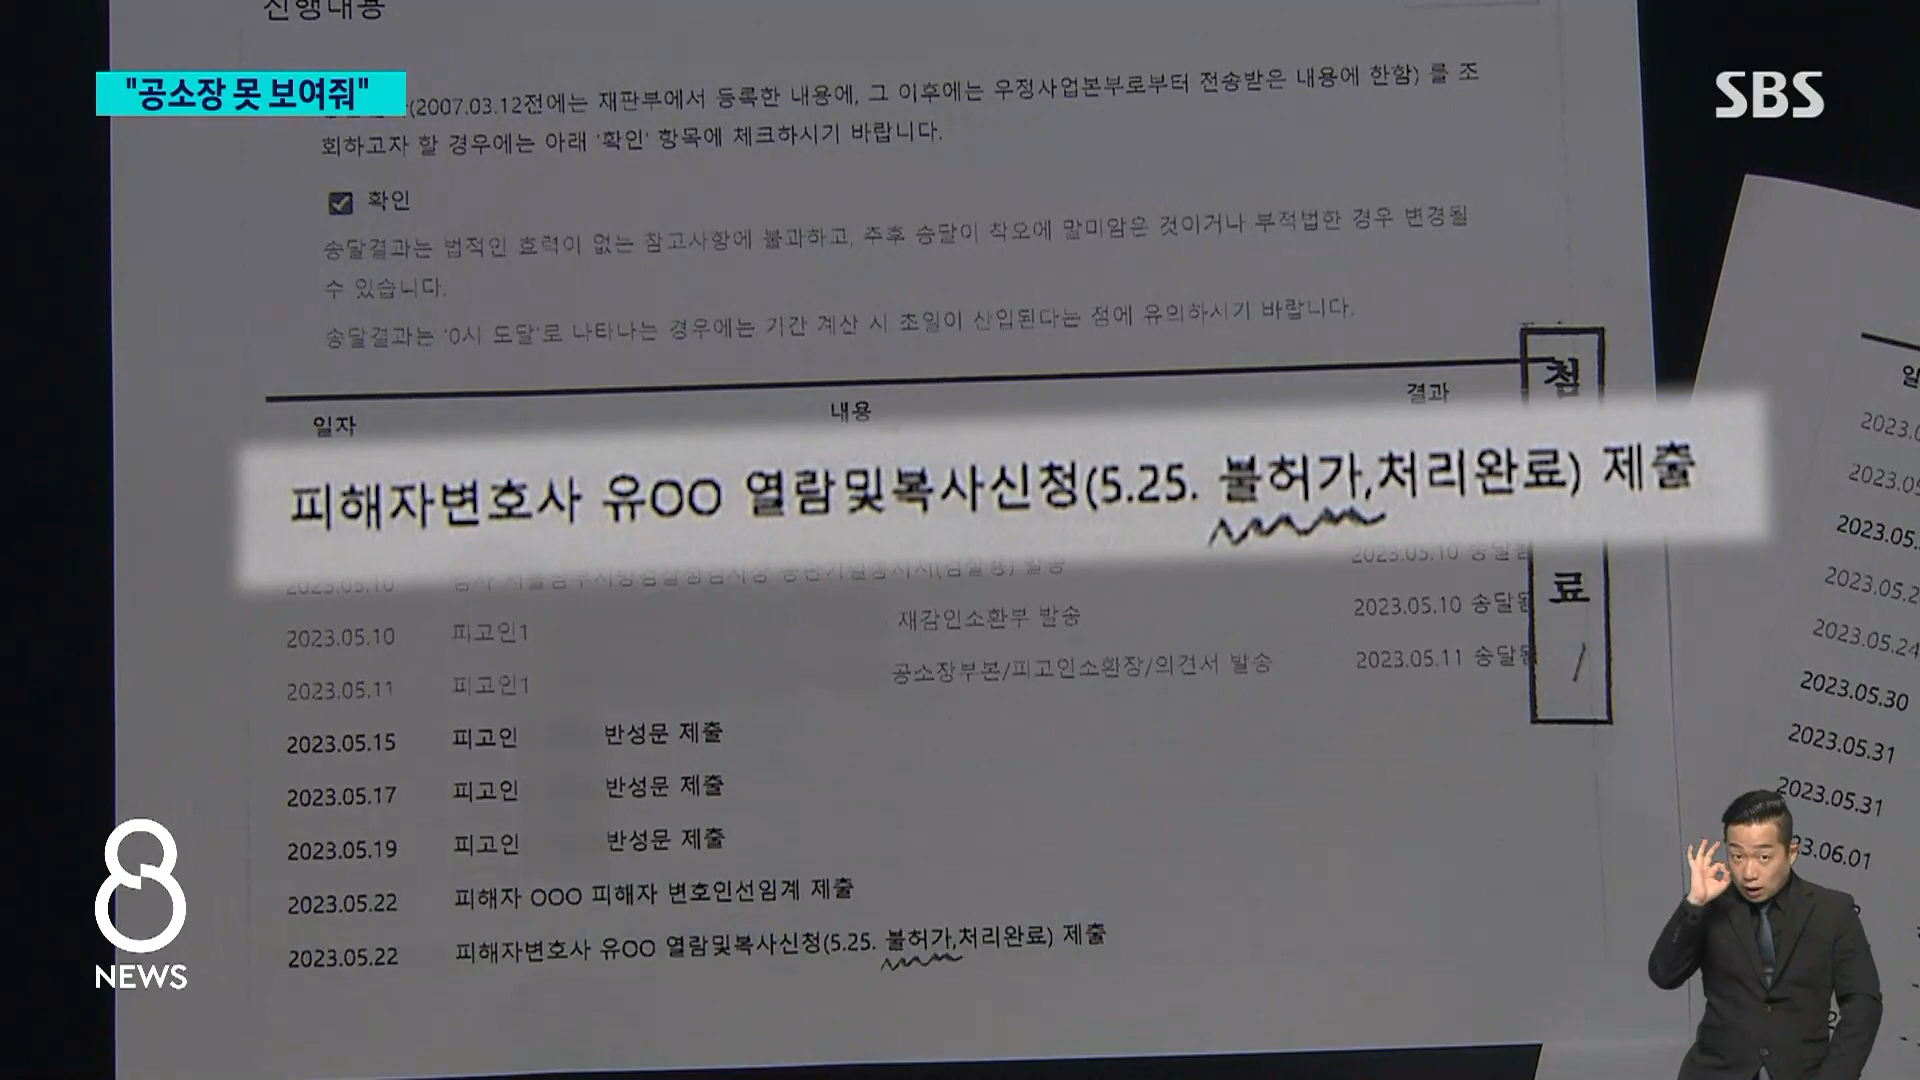 진행내용
"공소장 못 보여줘"
SBS
(2007.03.12전에는 재판부에서 등록한 내용에, 그 이후에는 우정사업본부로부터 전송받은 내용에 한함) 를 조
회하고자 할 경우에는 아래 '확인' 항목에 체크하시기 바랍니다.
확인
송달결과는 법적인 효력이 없는 참고사항에 불과하고, 추후 송달이 착오에 말미암은 것이거나 부적법한 경우 변경될
수 있습니다.
송달결과는 '0시 도달'로 나타나는 경우에는 기간 계산 시 초일이 산입된다는 점에 유의하시기 바랍니다.
일자 내용 결과
피해자변호사 유OO 열람및복사신청(5.25. 불허가,처리완료) 제출
2023.05.10 2023.05.10
료
2023.05.10 피고인1 재감인소환부 발송 2023.05.10 송달됨
2023.05.11 피고인1 공소장부본/피고인소환장/의견서 발송 2023.05.11 송달됨
2023.05.15 피고인 반성문 제출
2023.05.17 피고인 반성문 제출
2023.05.19 피고인 반성문 제출
2023.05.22 피해자 OOO 피해자 변호인선임계 제출
2023.05.22 피해자변호사 유OO 열람및복사신청(5.25. 불허가,처리완료) 제출
2023.05.24
2023.05.30
2023.05.31
2023.05.31
23.06.01
8
NEWS